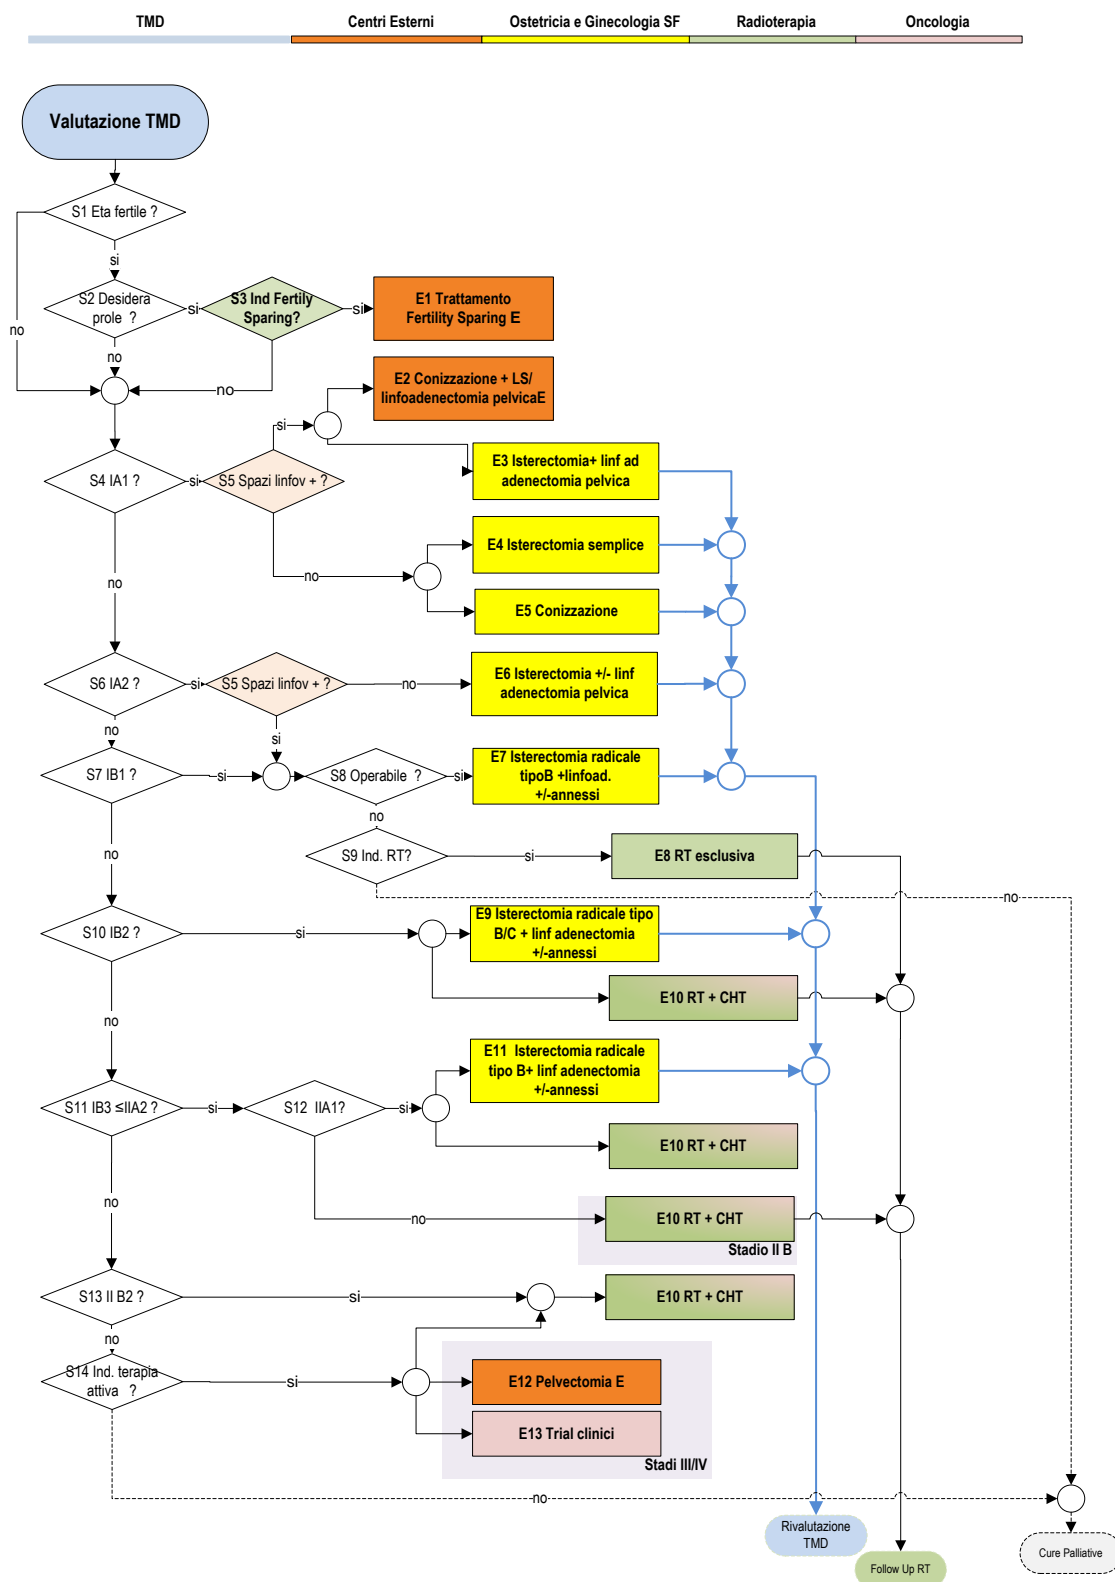 TMD
Centri Esterni
Ostetricia e Ginecologia SF
Radioterapia
Oncologia
Valutazione TMD
S1 Eta fertile ?
si
no
S2 Desidera
prole ?
si
S3 Ind Fertily
Sparing?
si
E1 Trattamento
Fertility Sparing E
no
no
E2 Conizzazione + LS/
linfoadenectomia pelvicaE
si
S4 IA1 ?
si
S5 Spazi linfov + ?
E3 Isterectomia+ linf ad
adenectomia pelvica
E4 Isterectomia semplice
no
no
E5 Conizzazione
S6 IA2 ?
si
S5 Spazi linfov + ?
no
E6 Isterectomia +/- linf
adenectomia pelvica
no
si
S7 IB1 ?
si
S8 Operabile ?
si
E7 Isterectomia radicale
tipoB +linfoad.
+/-annessi
no
no
S9 Ind. RT?
si
E8 RT esclusiva
no
S10 IB2 ?
si
E9 Isterectomia radicale tipo
B/C + linf adenectomia
+/-annessi
E10 RT + CHT
no
E11 Isterectomia radicale
tipo B+ linf adenectomia
+/-annessi
S11 IB3 ≤IIA2 ?
si
S12 IIA1?
si
E10 RT + CHT
no
no
E10 RT + CHT
Stadio II B
S13 II B2 ?
si
E10 RT + CHT
no
S14 Ind. terapia
attiva ?
si
E12 Pelvectomia E
E13 Trial clinici
Stadi III/IV
no
Rivalutazione
TMD
Follow Up RT
Cure Palliative